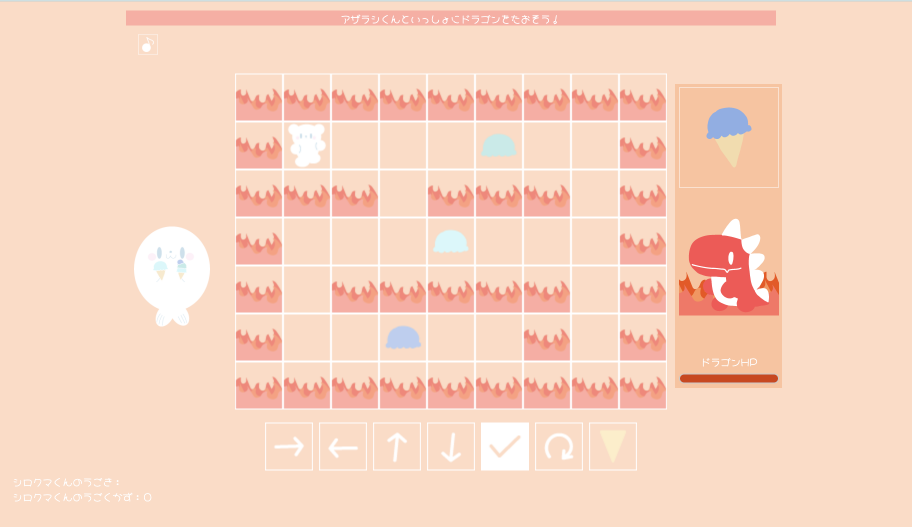 アザラシくんといっしょにドラゴンをたおそう！
ドラゴンHP
シロクマくんのうごき：
シロクマくんのうごくかず：0